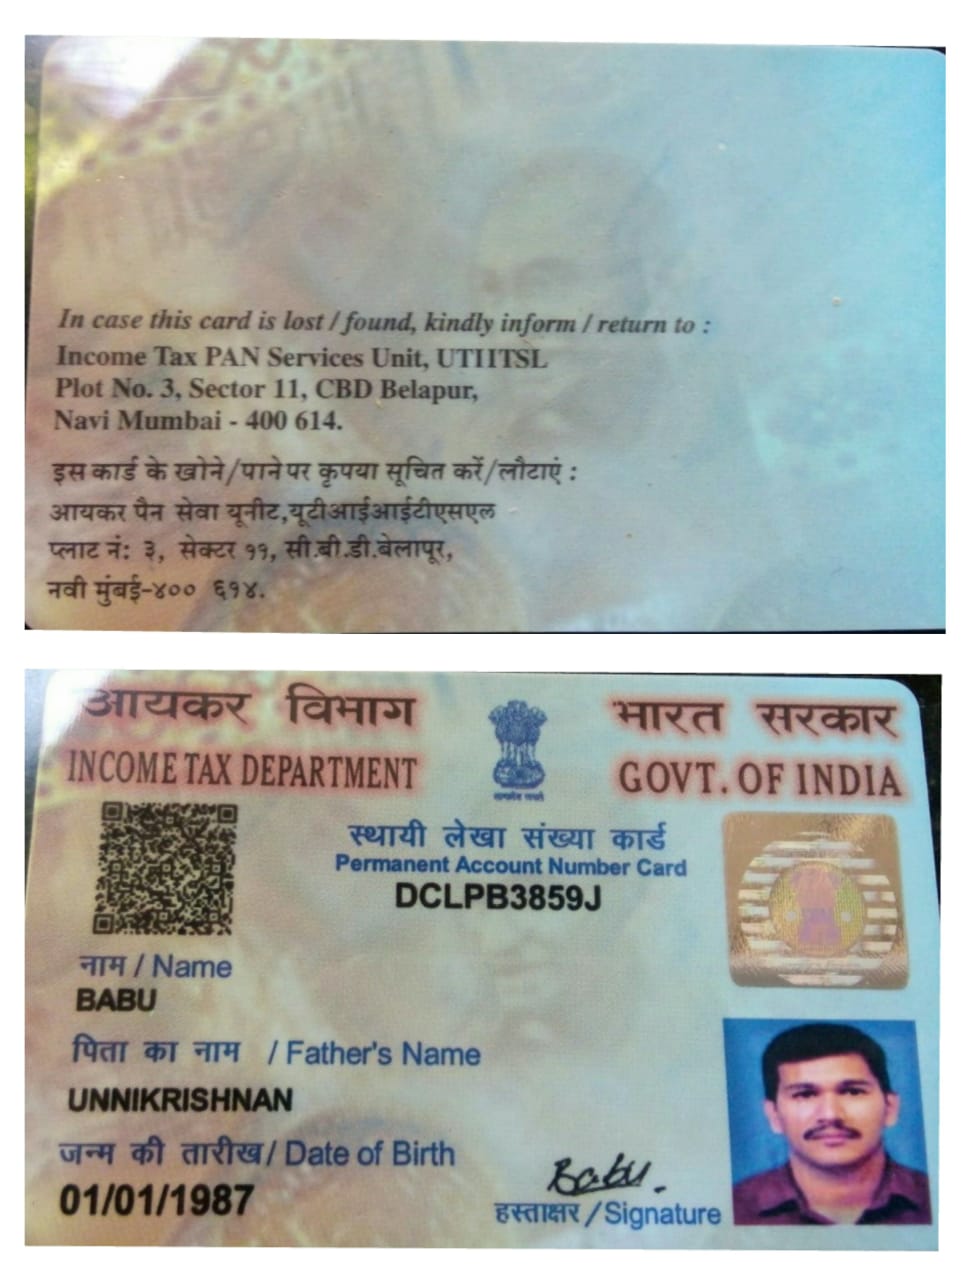 In case this card is lost / found, kindly inform / return to :
Income Tax PAN Services Unit, UTIITSL
Plot No. 3, Sector 11, CBD Belapur,
Navi Mumbai - 400 614.
इस कार्ड के खोने/पाने पर कृपया सूचित करें/लौटाएं :
आयकर पैन सेवा यूनीट,यूटीआईआईटीएसएल
प्लाट नं: ३, सेक्टर ११, सी.बी.डी.बेलापूर,
नवी मुंबई-४०० ६१४.
आयकर विभाग
भारत सरकार
INCOME TAX DEPARTMENT
GOVT. OF INDIA
सत्यमेव जयते
स्थायी लेखा संख्या कार्ड
Permanent Account Number Card
DCLPB3859J
नाम / Name
BABU
पिता का नाम / Father's Name
UNNIKRISHNAN
जन्म की तारीख/ Date of Birth
01/01/1987
Babu.
हस्ताक्षर /Signature